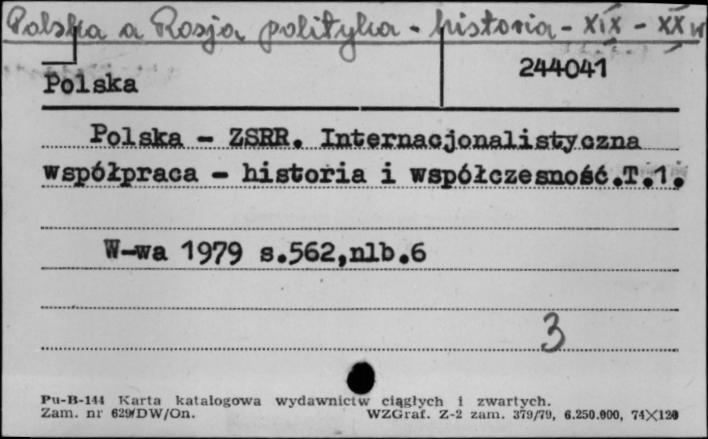 Polska a Rosja polityka - historia - XIX - XX w
244041
Polska
Polska - ZSRR. Internacjonalistyczna
współpraca - historia i współczesność.T.1.
W-wa 1979 s.562,nlb.6
3
Pu-B-144 Karta katalogowa wydawnictw ciągłych i zwartych.
Zam. nr 629/DW/On. WZGraf. Z-2 zam. 379/79, 6.250.000, 74×120